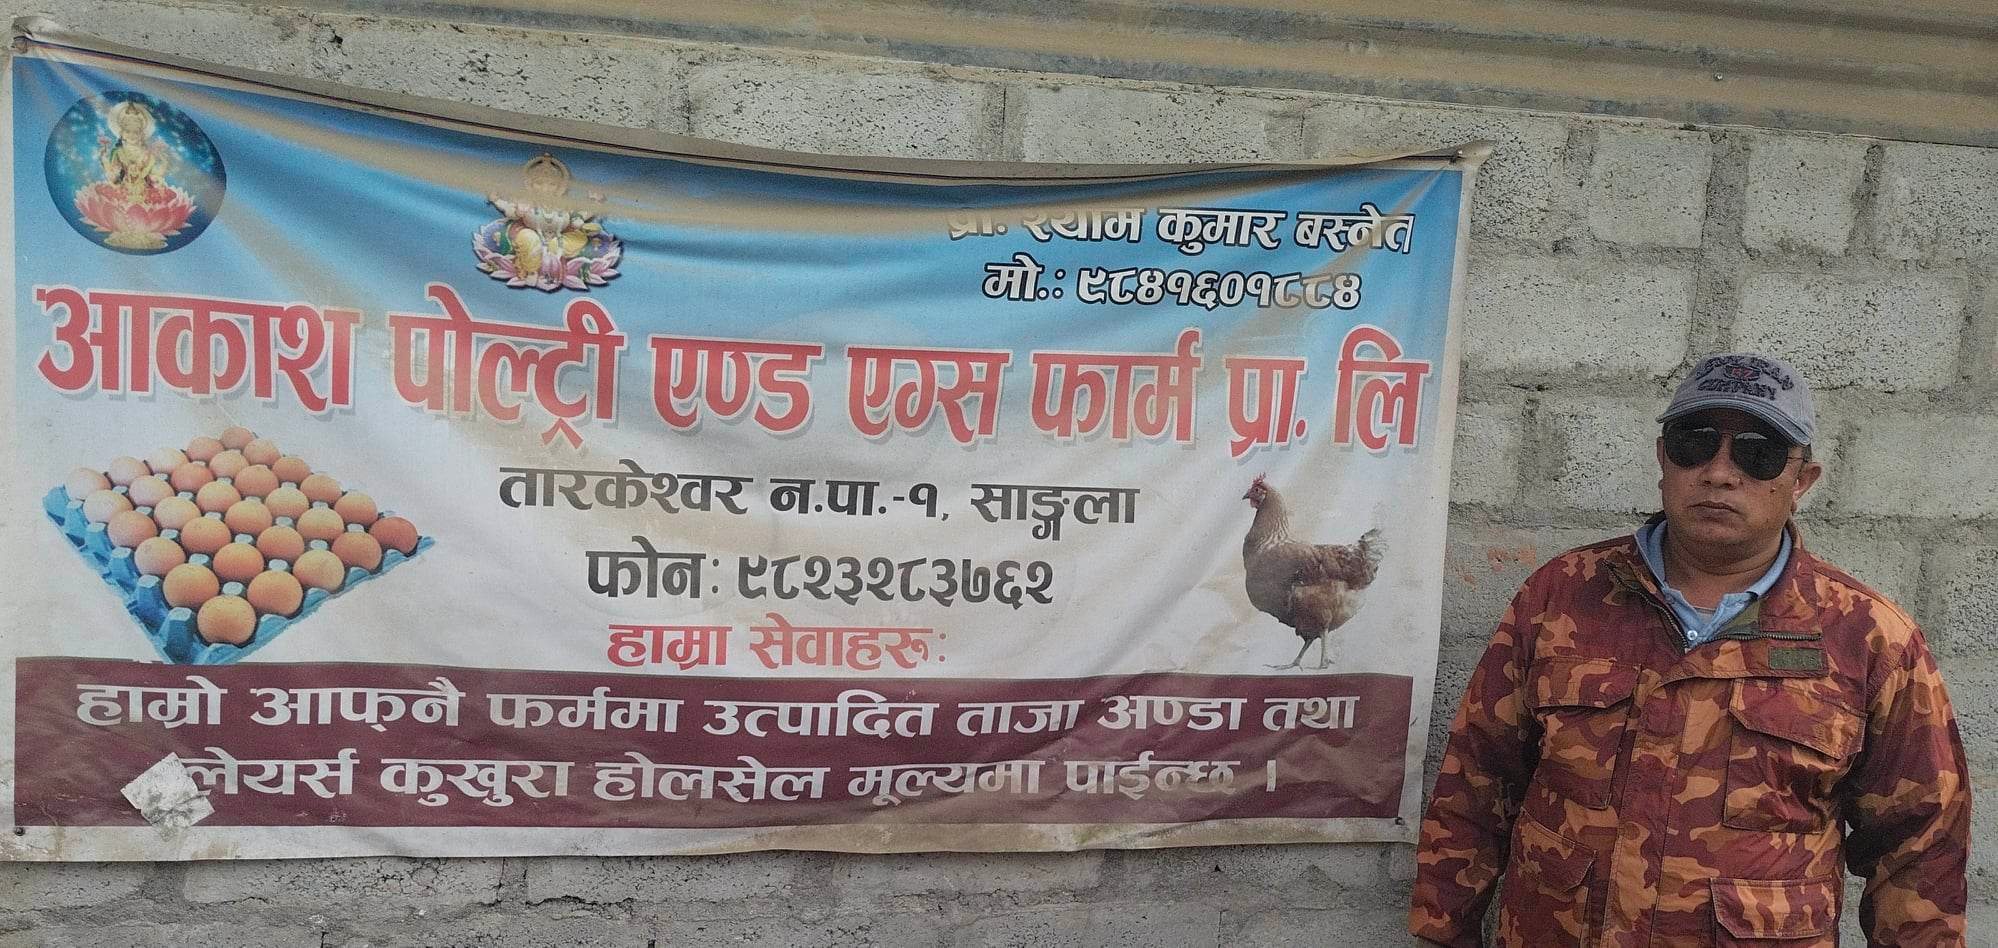 प्रो. श्याम कुमार बस्नेत
मो.: ९८४१६०१८८४
आकाश पोल्ट्री एण्ड एग्स फार्म प्रा. लि
तारकेश्वर न.पा.-१, साङ्गला
फोन: ९८२३२८३७६२
हाम्रा सेवाहरू:
हाम्रो आफ्नै फर्ममा उत्पादित ताजा अण्डा तथा
लेयर्स कुखुरा होलसेल मूल्यमा पाईन्छ ।
COMPANY